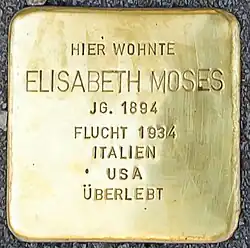 HIER WOHNTE
ELISABETH MOSES
JG. 1894
FLUCHT 1934
ITALIEN
USA
ÜBERLEBT